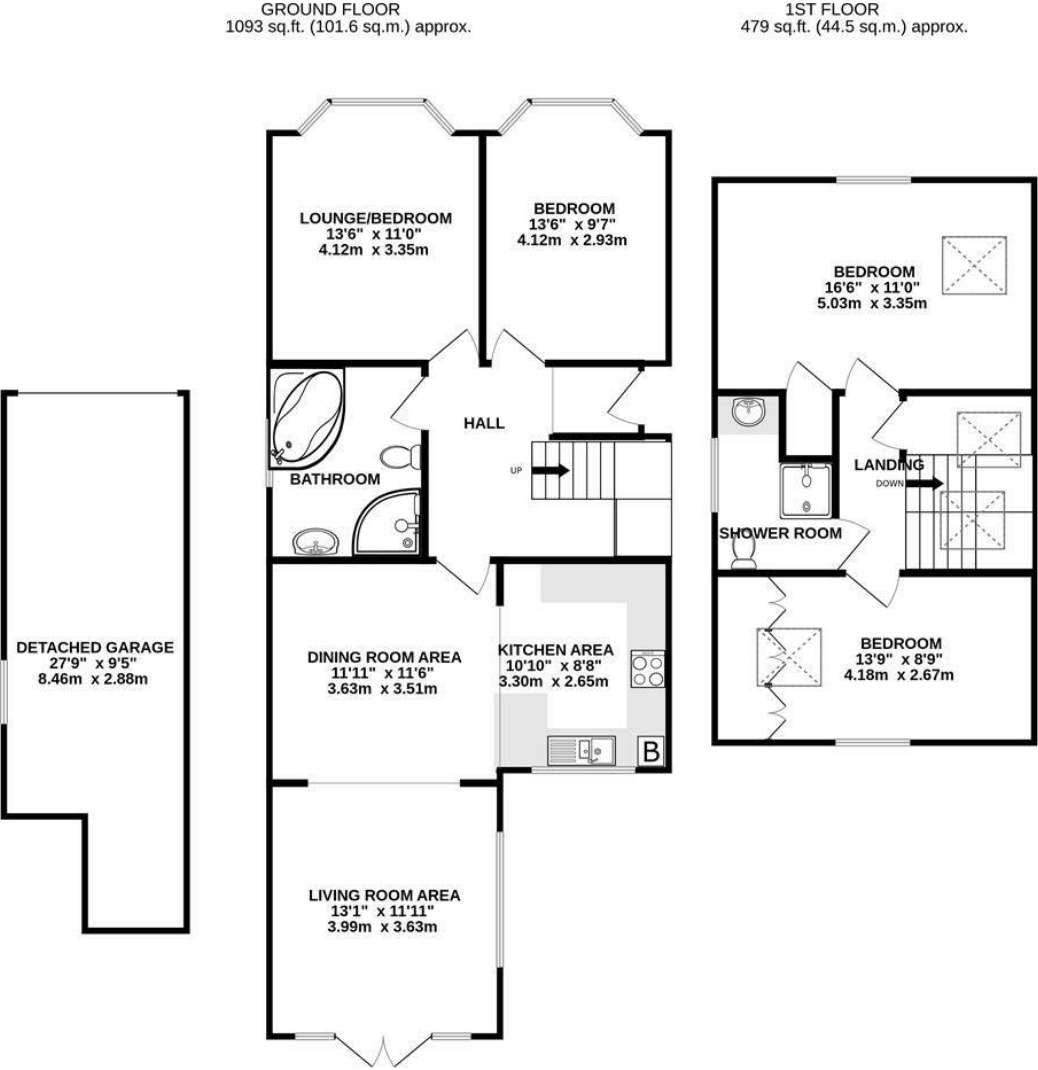 GROUND FLOOR
1093 sq.ft. (101.6 sq.m.) approx.
1ST FLOOR
479 sq.ft. (44.5 sq.m.) approx.
LOUNGE/BEDROOM
13'6" x 11'0"
4.12m x 3.35m
BEDROOM
13'6" x 9'7"
4.12m x 2.93m
BEDROOM
16'6" x 11'0"
5.03m x 3.35m
HALL
BATHROOM
UP
LANDING
DOWN
SHOWER ROOM
DETACHED GARAGE
27'9" x 9'5"
8.46m x 2.88m
DINING ROOM AREA
11'11" x 11'6"
3.63m x 3.51m
KITCHEN AREA
10'10" x 8'8"
3.30m x 2.65m
B
BEDROOM
13'9" x 8'9"
4.18m x 2.67m
LIVING ROOM AREA
13'1" x 11'11"
3.99m x 3.63m